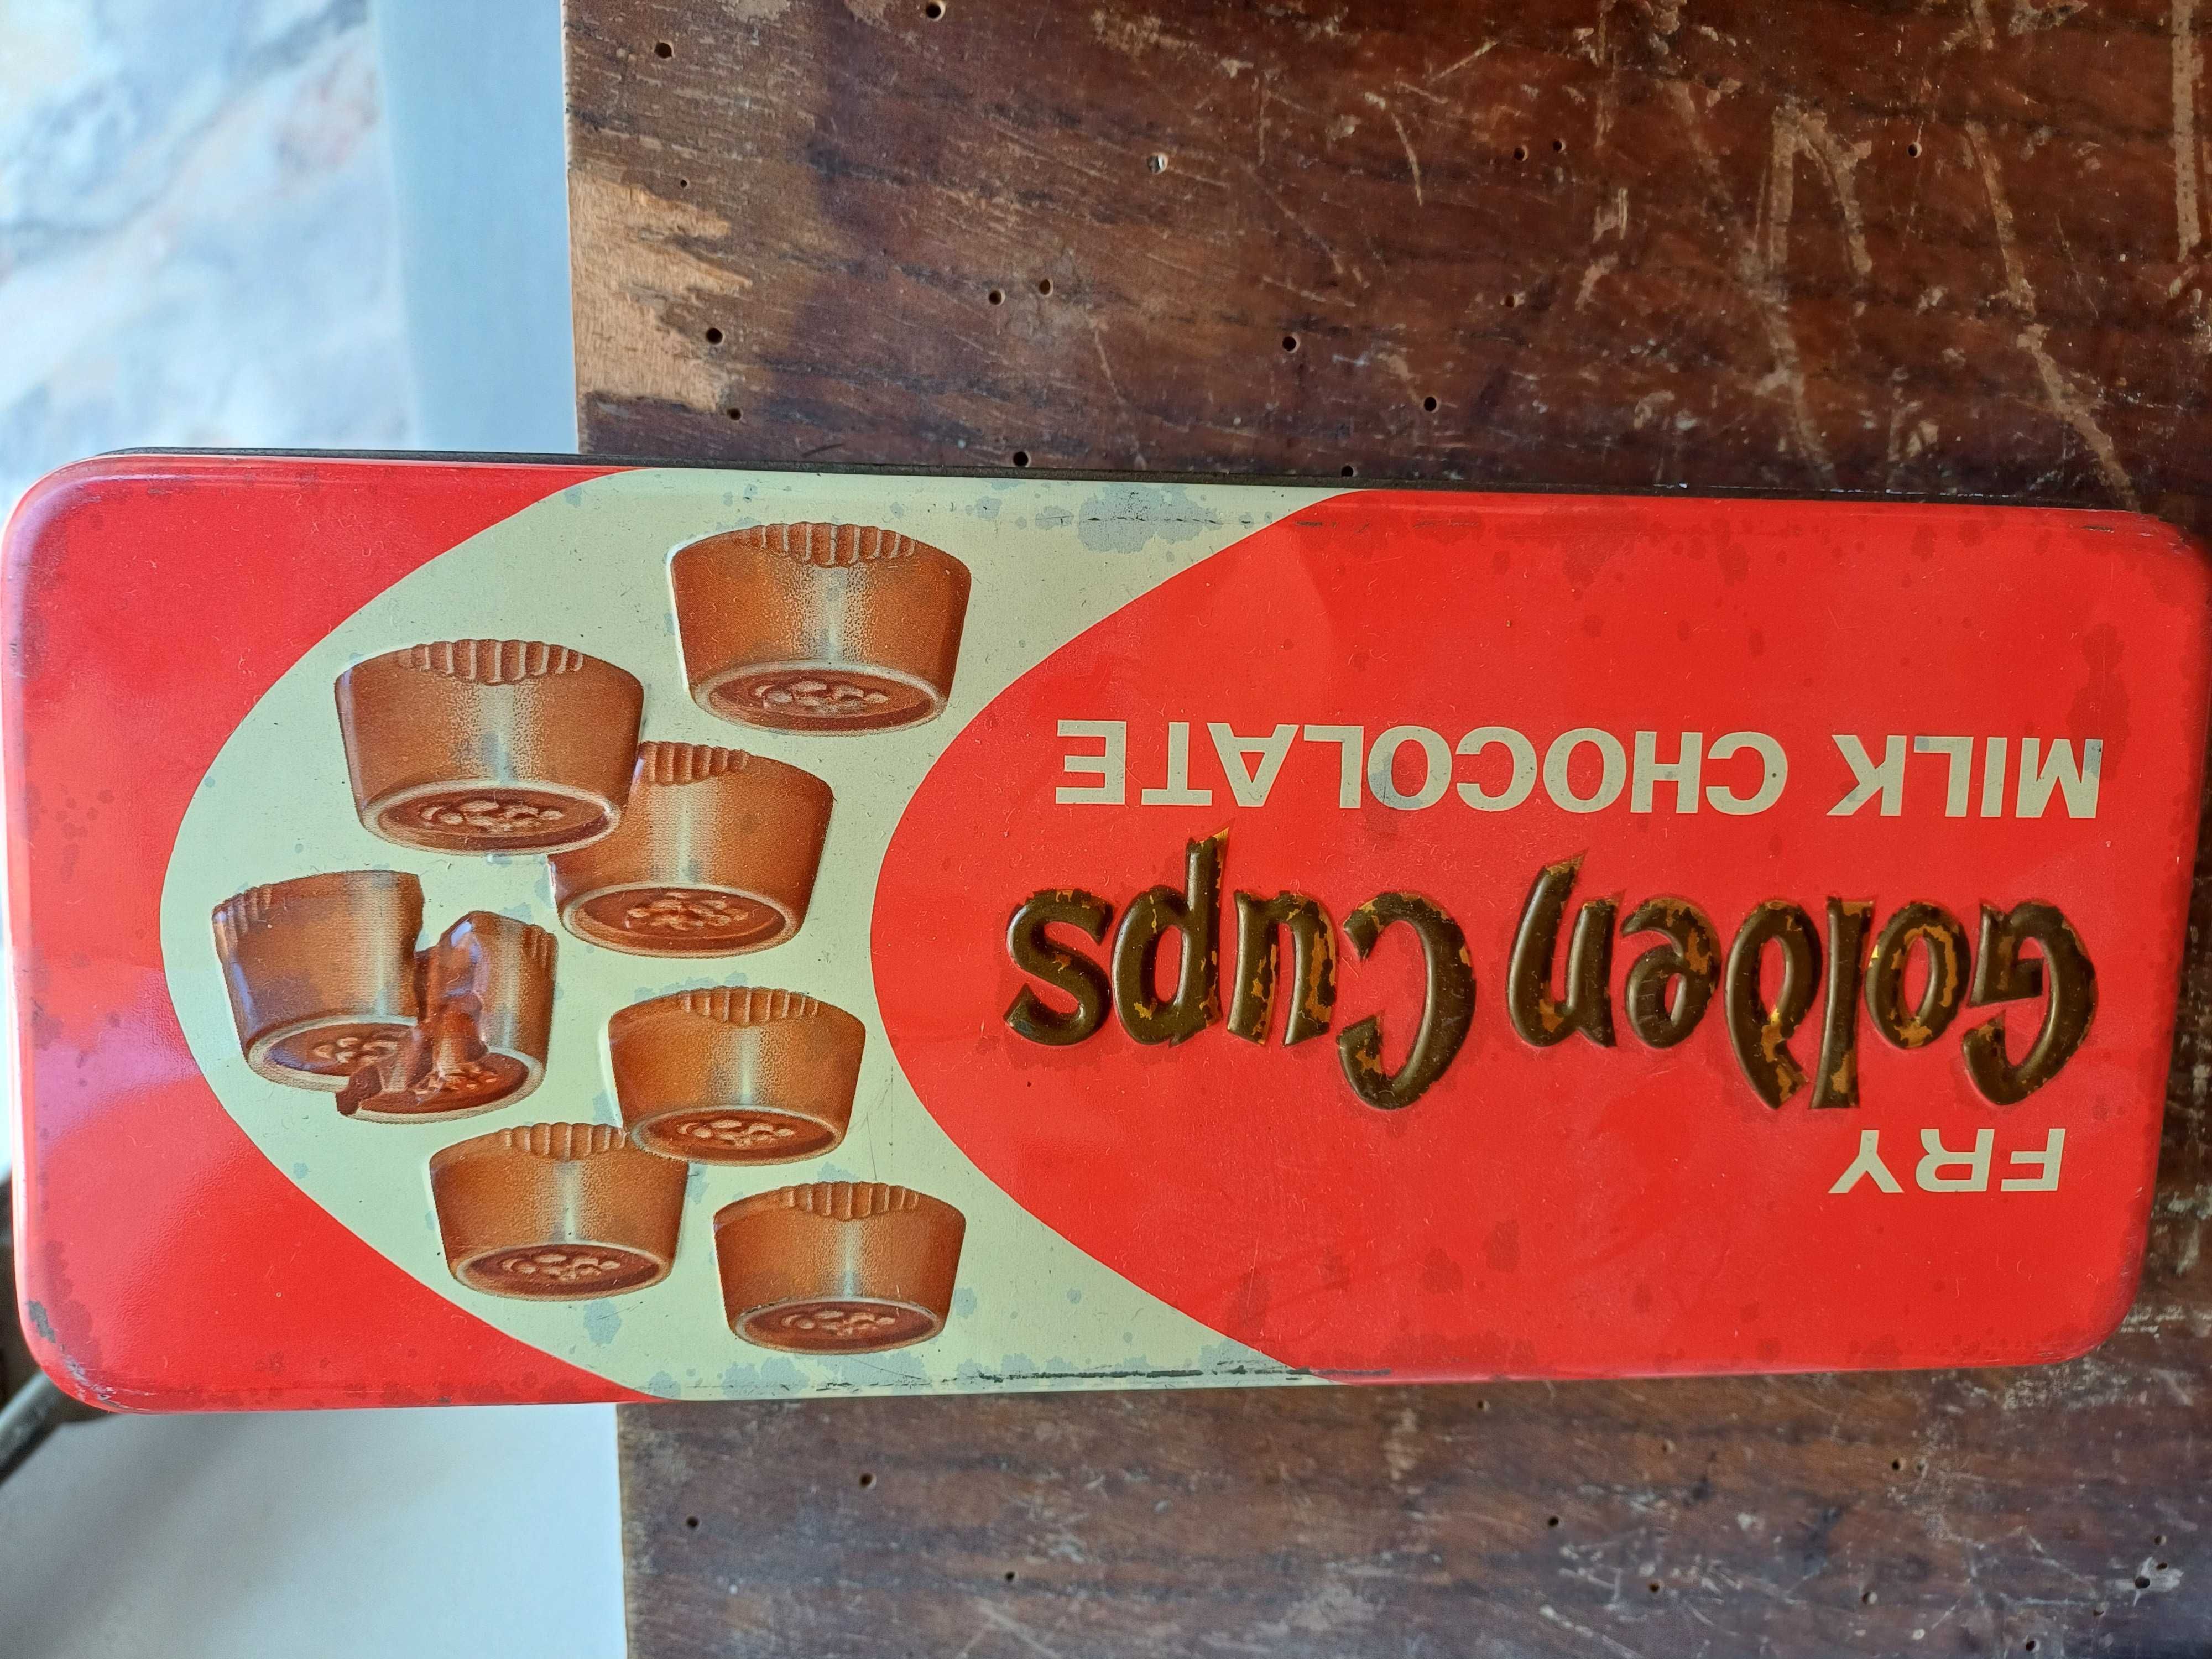 FRY
Golden Cups
MILK CHOCOLATE